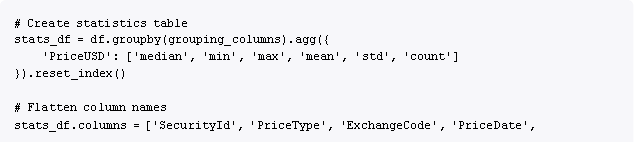 # Create statistics table
stats_df = df.groupby(grouping_columns).agg({
    'PriceUSD': ['median', 'min', 'max', 'mean', 'std', 'count']
}).reset_index()

# Flatten column names
stats_df.columns = ['SecurityId', 'PriceType', 'ExchangeCode', 'PriceDate',